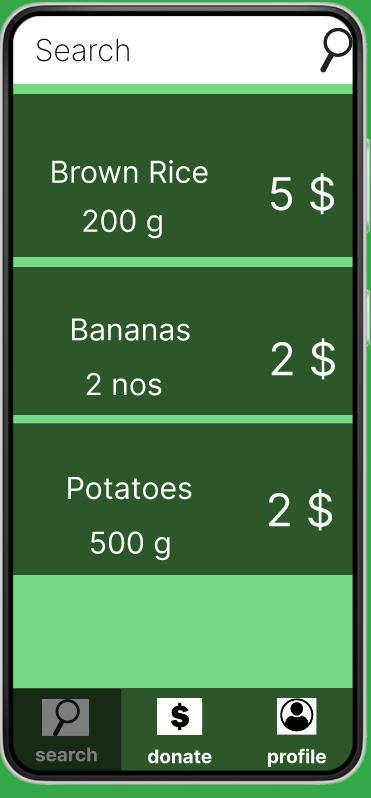 Search
Brown Rice
200 g
5 $
Bananas
2 nos
2 $
Potatoes
500 g
2 $
$
search
donate
profile